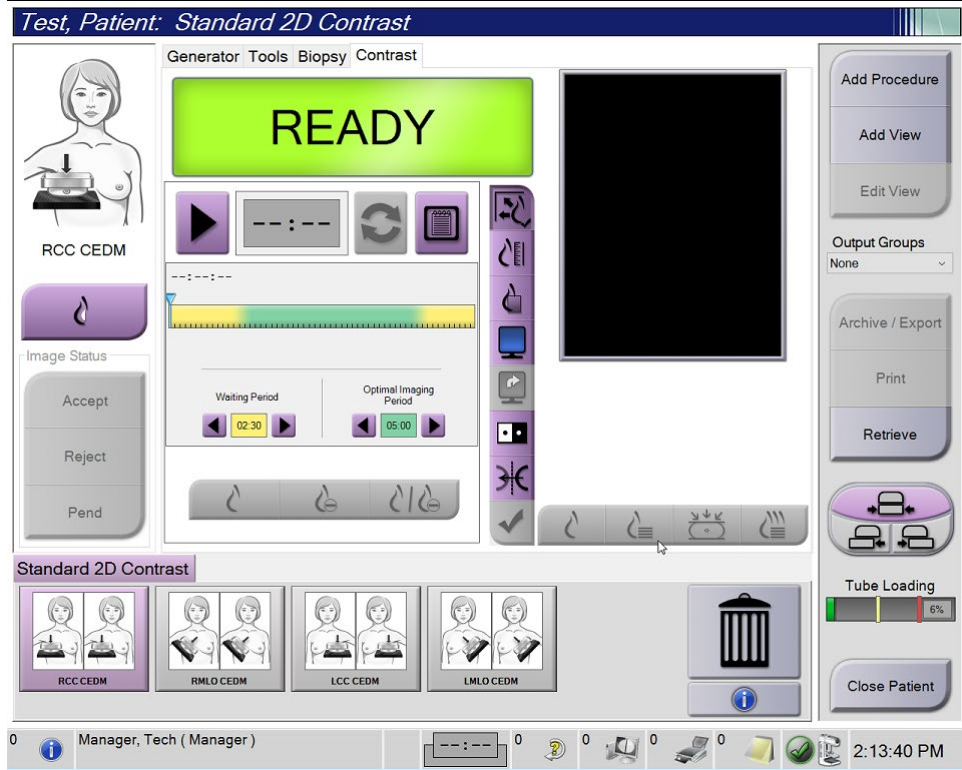 Test, Patient:  Standard 2D Contrast
Generator Tools Biopsy Contrast
READY
RCC CEDM
--:--
--:--:--
Image Status
Accept
Reject
Pend
Waiting Period
02:30
Optimal Imaging
Period
05:00
Add Procedure
Add View
Edit View
Output Groups
None
Archive / Export
Print
Retrieve
Tube Loading
6%
Close Patient
Standard 2D Contrast
RCC CEDM
RMLO CEDM
LCC CEDM
LMLO CEDM
0
Manager, Tech ( Manager )
--:--
0
0
0
0
2:13:40 PM